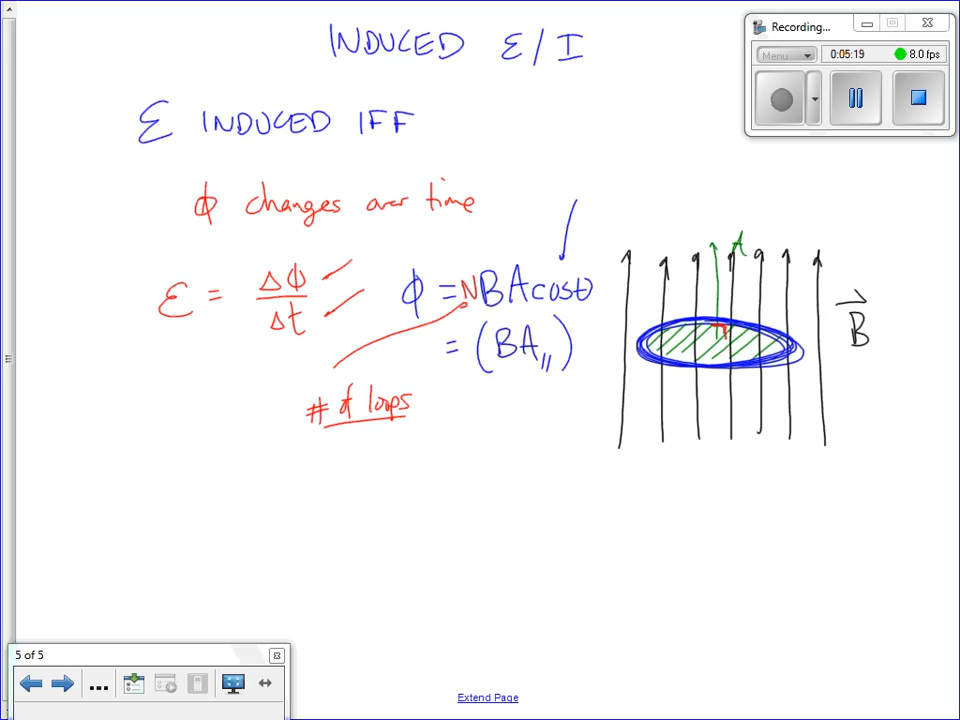 INDUCED ε/I
Recording...
Menu
0:05:19
8.0 fps
ε INDUCED IFF
ϕ changes over time
ε = Δϕ/Δt
ϕ = NBAcosθ
= (BA||)
# of loops
A
B
5 of 5
...
Extend Page